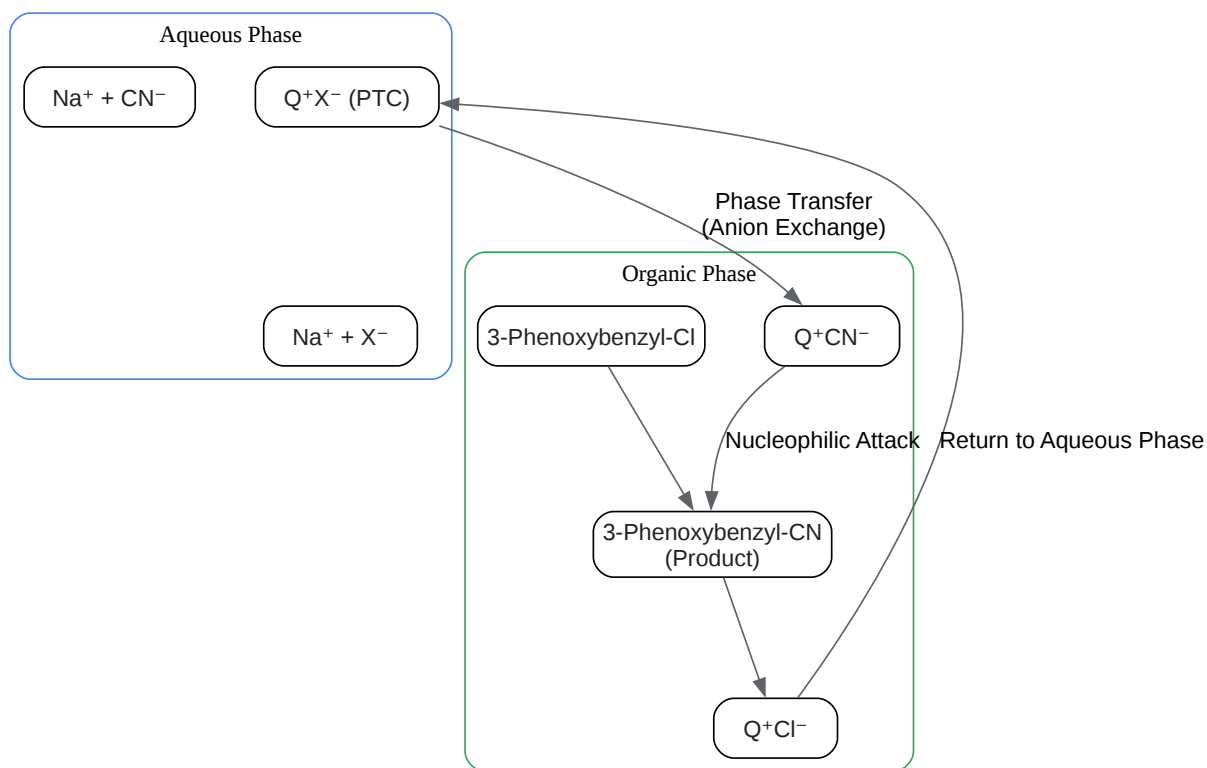 Aqueous Phase
Na⁺ + CN⁻
Q⁺X⁻ (PTC)
Phase Transfer
(Anion Exchange)
Organic Phase
Na⁺ + X⁻
3-Phenoxybenzyl-Cl
Q⁺CN⁻
Nucleophilic Attack
Return to Aqueous Phase
3-Phenoxybenzyl-CN
(Product)
Q⁺Cl⁻